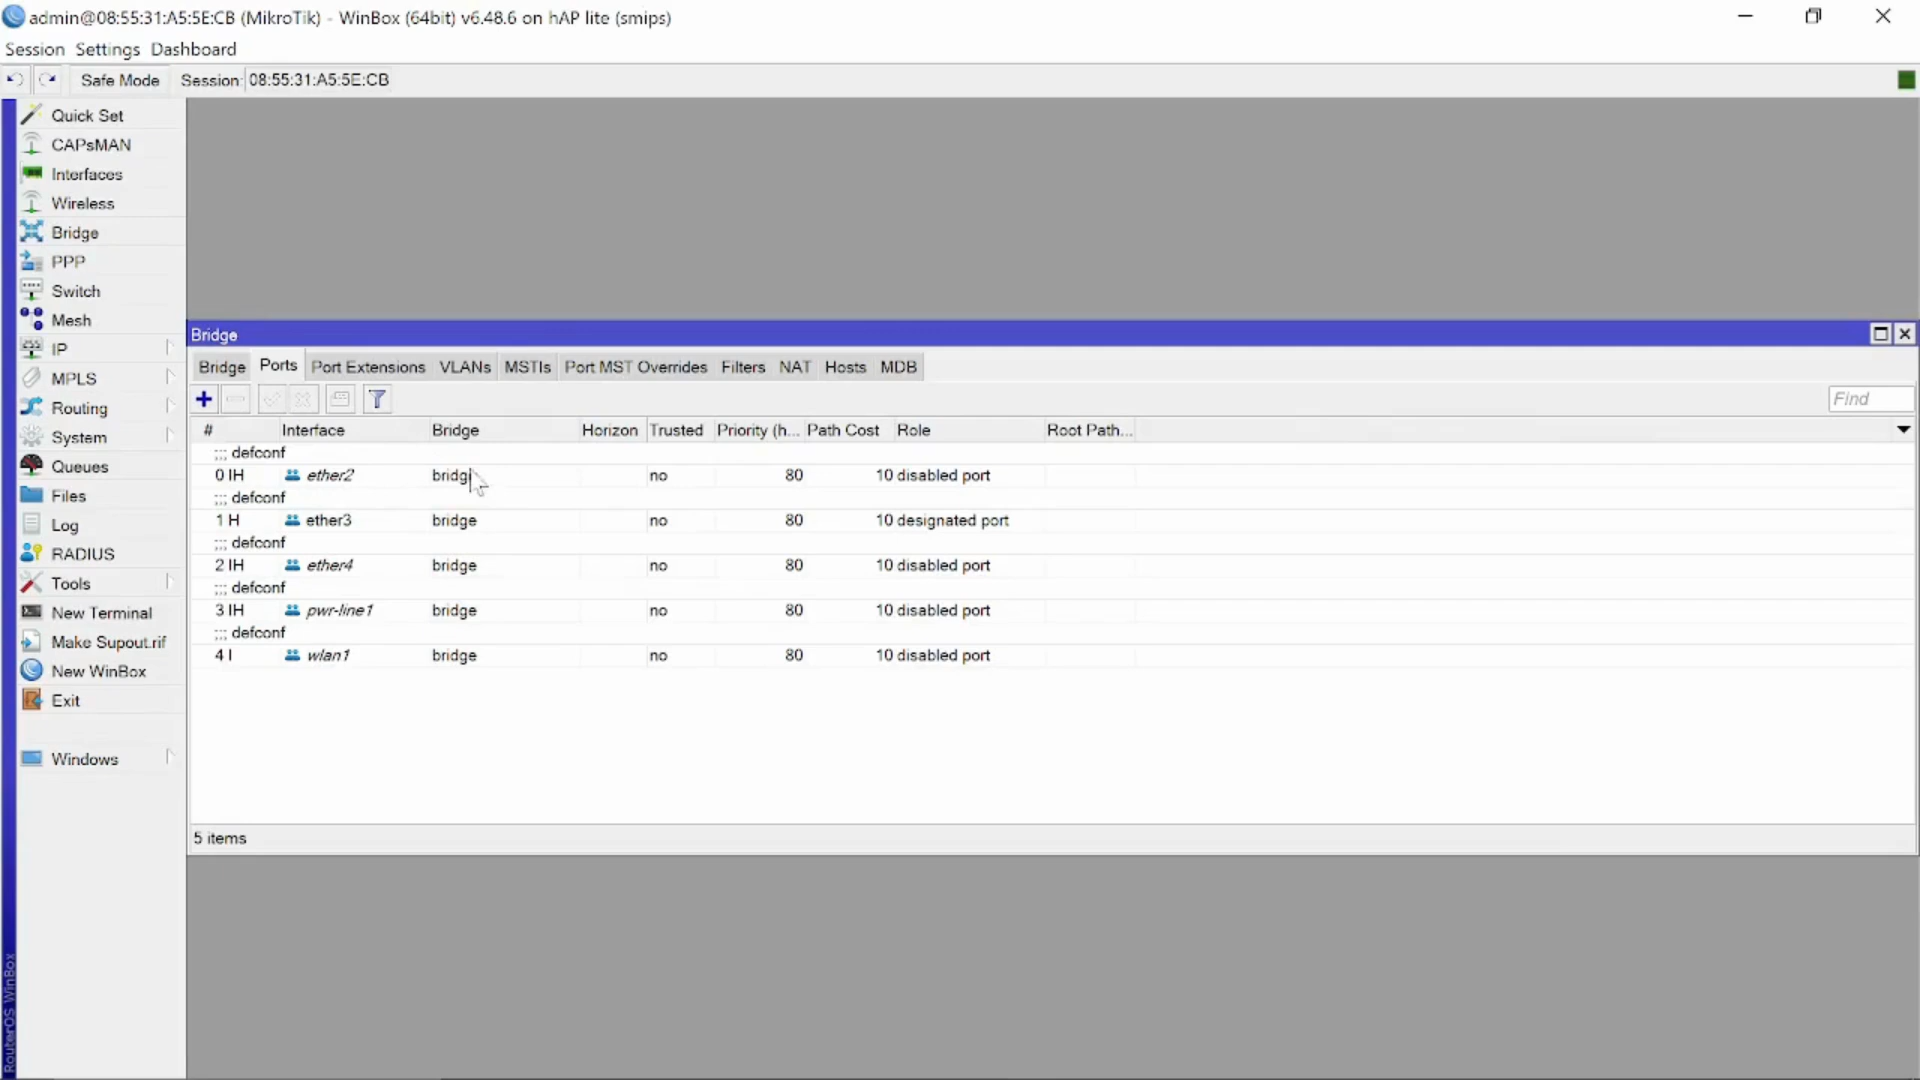 admin@08:55:31:A5:5E:CB (MikroTik) - WinBox (64bit) v6.48.6 on hAP lite (smips)
Session Settings Dashboard
Safe Mode Session: 08:55:31:A5:5E:CB
Quick Set
CAPsMAN
Interfaces
Wireless
Bridge
PPP
Switch
Mesh
IP
MPLS
Routing
System
Queues
Files
Log
RADIUS
Tools
New Terminal
Make Supout.rif
New WinBox
Exit
Windows
RouterOS WinBox
Bridge
Bridge Ports Port Extensions VLANs MSTIs Port MST Overrides Filters NAT Hosts MDB
Find
# Interface Bridge Horizon Trusted Priority (h... Path Cost Role Root Path...
;;; defconf
0 IH ether2 bridge no 80 10 disabled port
;;; defconf
1 H ether3 bridge no 80 10 designated port
;;; defconf
2 IH ether4 bridge no 80 10 disabled port
;;; defconf
3 IH pwr-line1 bridge no 80 10 disabled port
;;; defconf
4 I wlan1 bridge no 80 10 disabled port
5 items